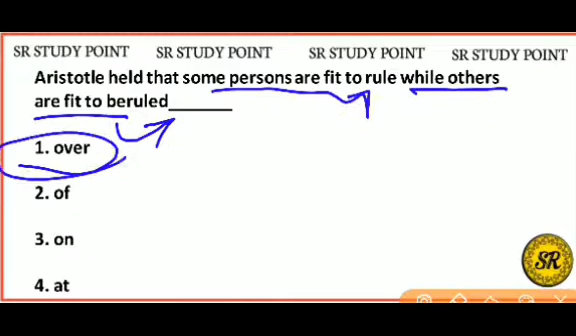 SR STUDY POINT SR STUDY POINT SR STUDY POINT SR STUDY POINT
Aristotle held that some persons are fit to rule while others
are fit to beruled________
1. over
2. of
3. on
4. at
SR